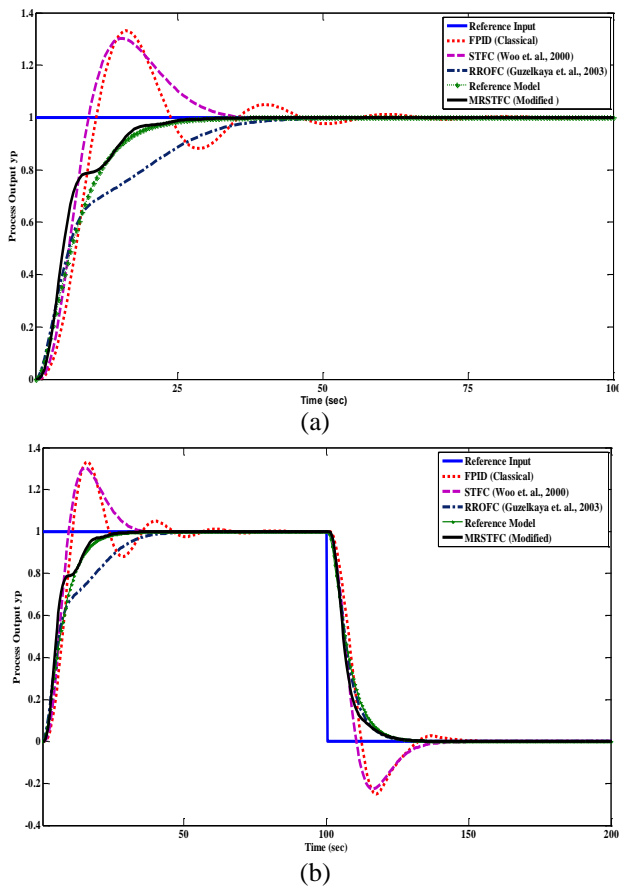 1.4
1.2
1
0.8
0.6
0.4
0.2
0
Process Output yp
Reference Input
FPID (Classical)
STFC (Woo et. al., 2000)
RROFC (Guzelkaya et. al., 2003)
Reference Model
MRSTFC (Modified )
25
50
75
100
Time (sec)
(a)
1.4
1.2
1
0.8
0.6
0.4
0.2
0
-0.2
-0.4
Process Output yp
Reference Input
FPID (Classical)
STFC (Woo et. al., 2000)
RROFC (Guzelkaya et. al., 2003)
Reference Model
MRSTFC (Modified)
50
100
150
200
Time (sec)
(b)